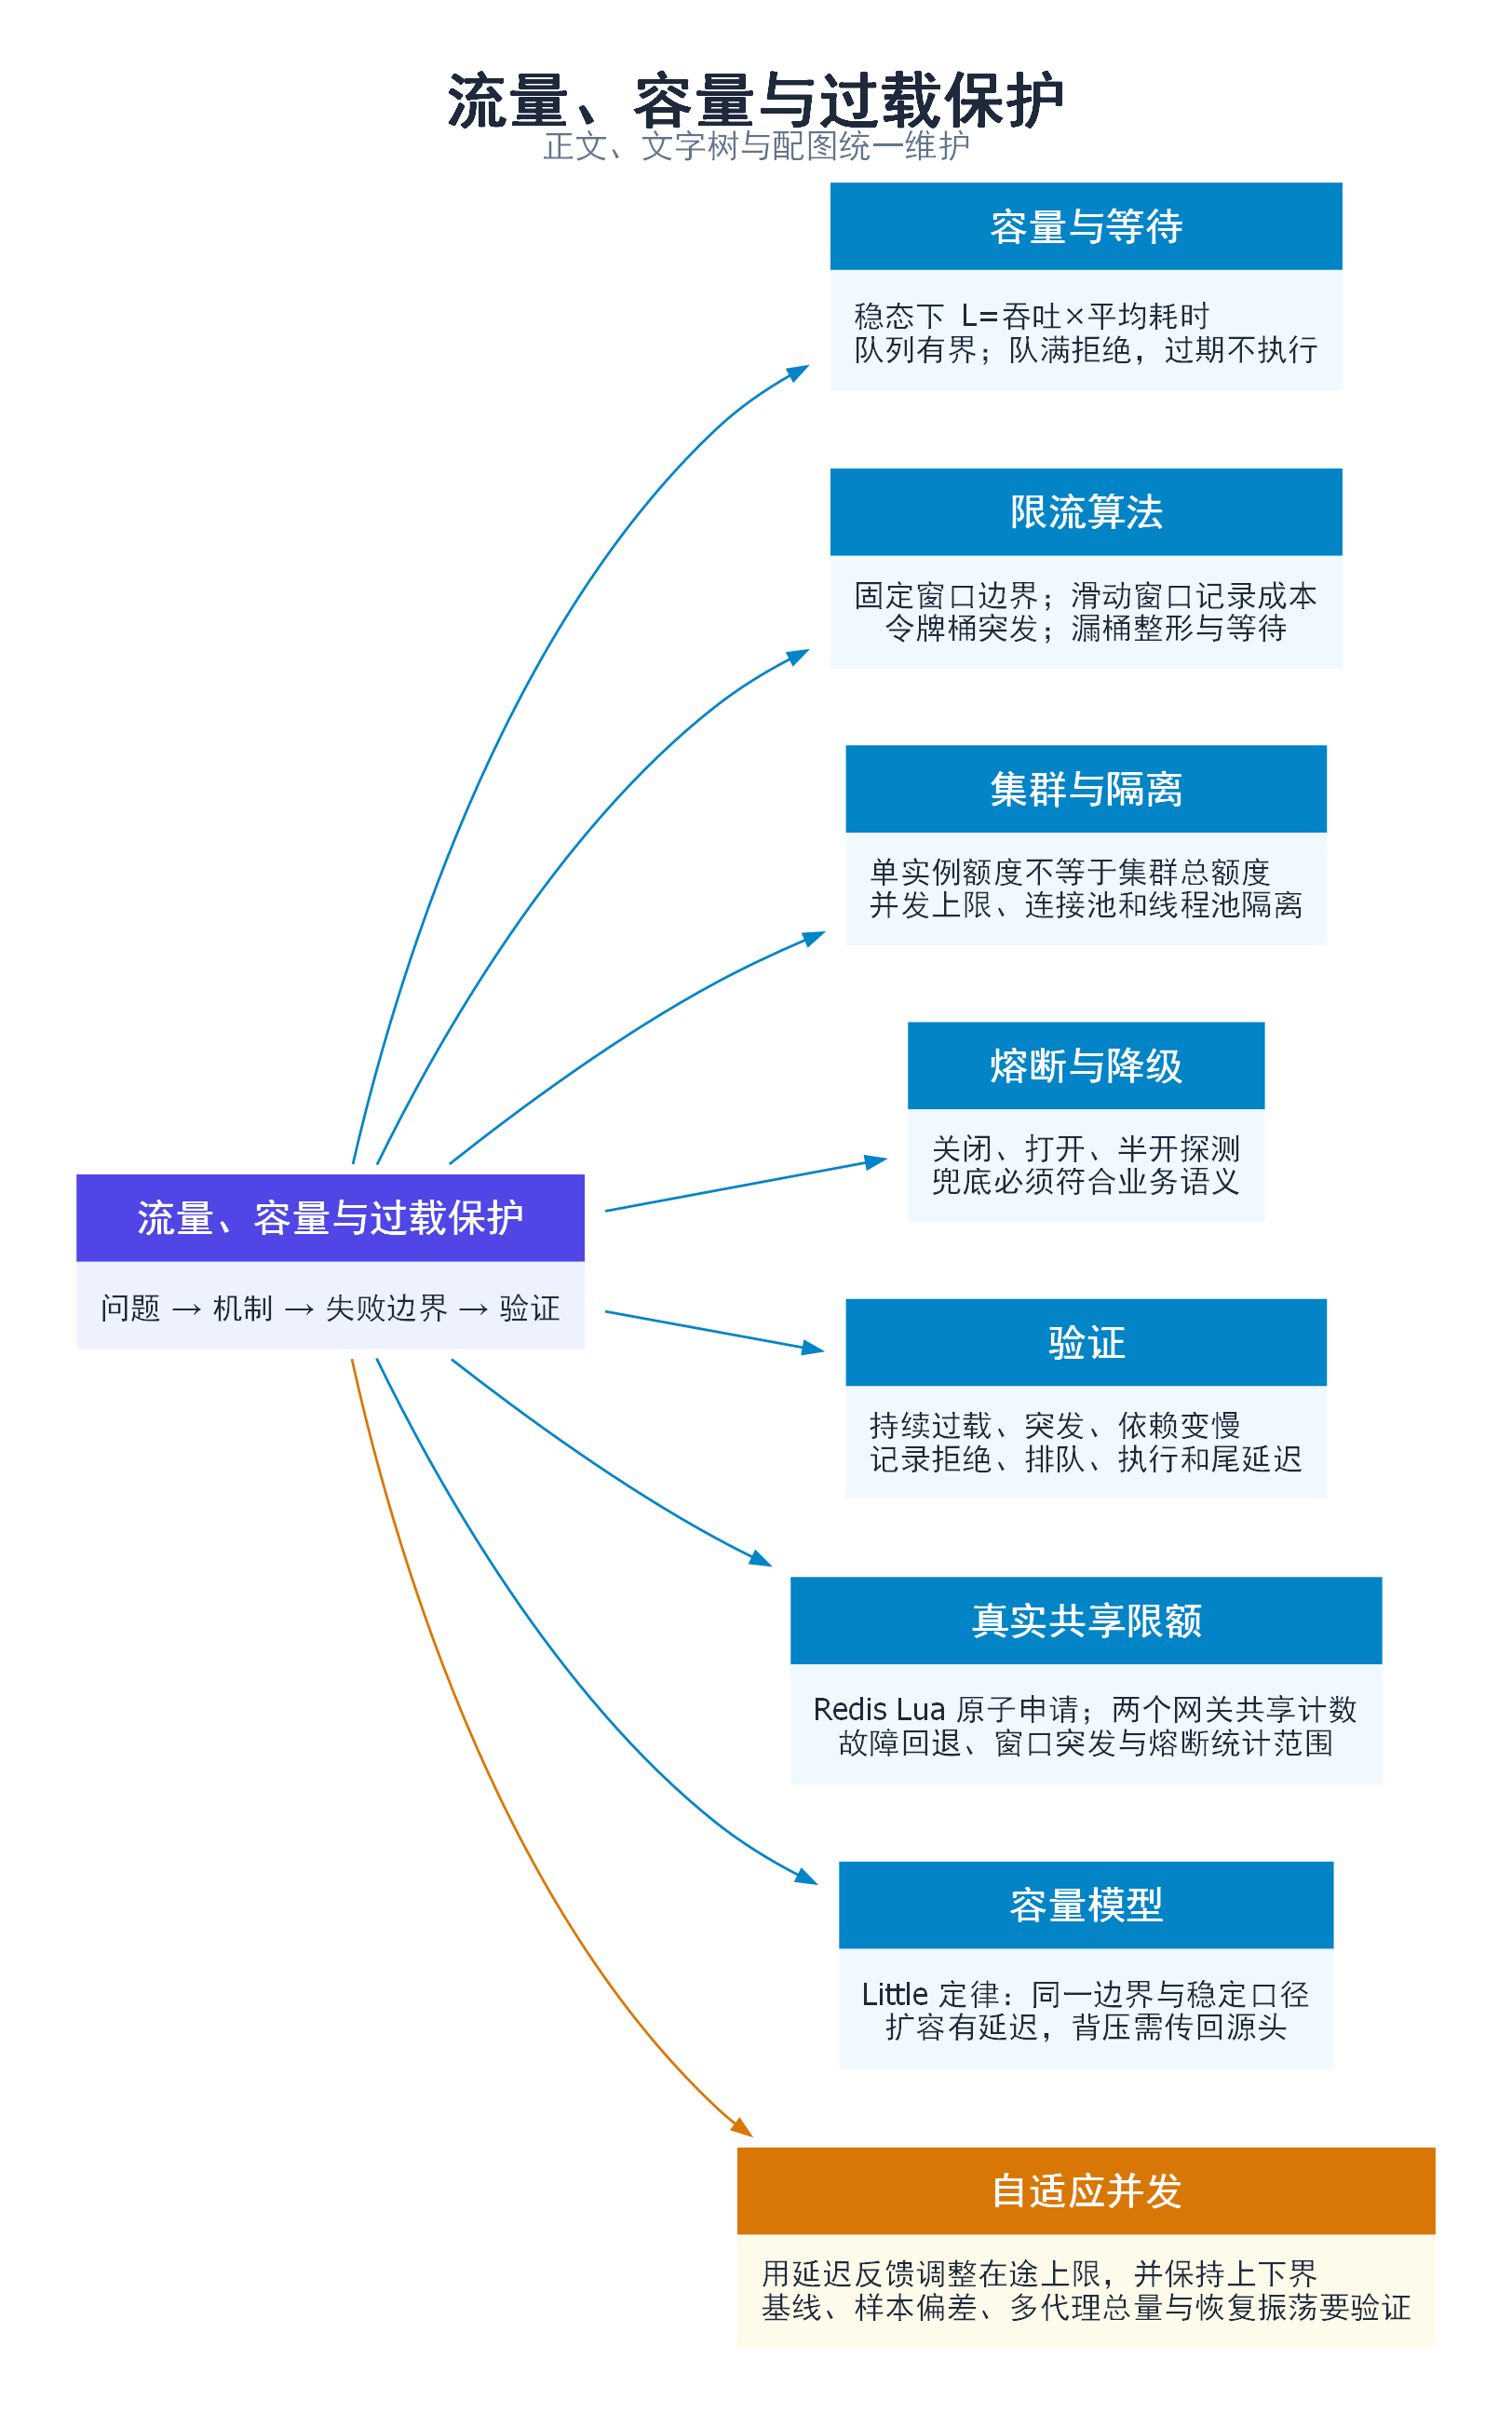 流量、容量与过载保护
正文、文字树与配图统一维护
容量与等待
稳态下 L=吞吐×平均耗时
队列有界；队满拒绝，过期不执行
限流算法
固定窗口边界；滑动窗口记录成本
令牌桶突发；漏桶整形与等待
集群与隔离
单实例额度不等于集群总额度
并发上限、连接池和线程池隔离
熔断与降级
关闭、打开、半开探测
兜底必须符合业务语义
流量、容量与过载保护
问题 → 机制 → 失败边界 → 验证
验证
持续过载、突发、依赖变慢
记录拒绝、排队、执行和尾延迟
真实共享限额
Redis Lua 原子申请；两个网关共享计数
故障回退、窗口突发与熔断统计范围
容量模型
Little 定律：同一边界与稳定口径
扩容有延迟，背压需传回源头
自适应并发
用延迟反馈调整在途上限，并保持上下界
基线、样本偏差、多代理总量与恢复振荡要验证